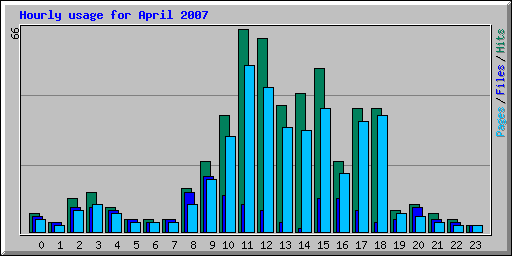 Hourly usage for April 2007
66
Pages / Files / Hits
0 1 2 3 4 5 6 7 8 9 10 11 12 13 14 15 16 17 18 19 20 21 22 23